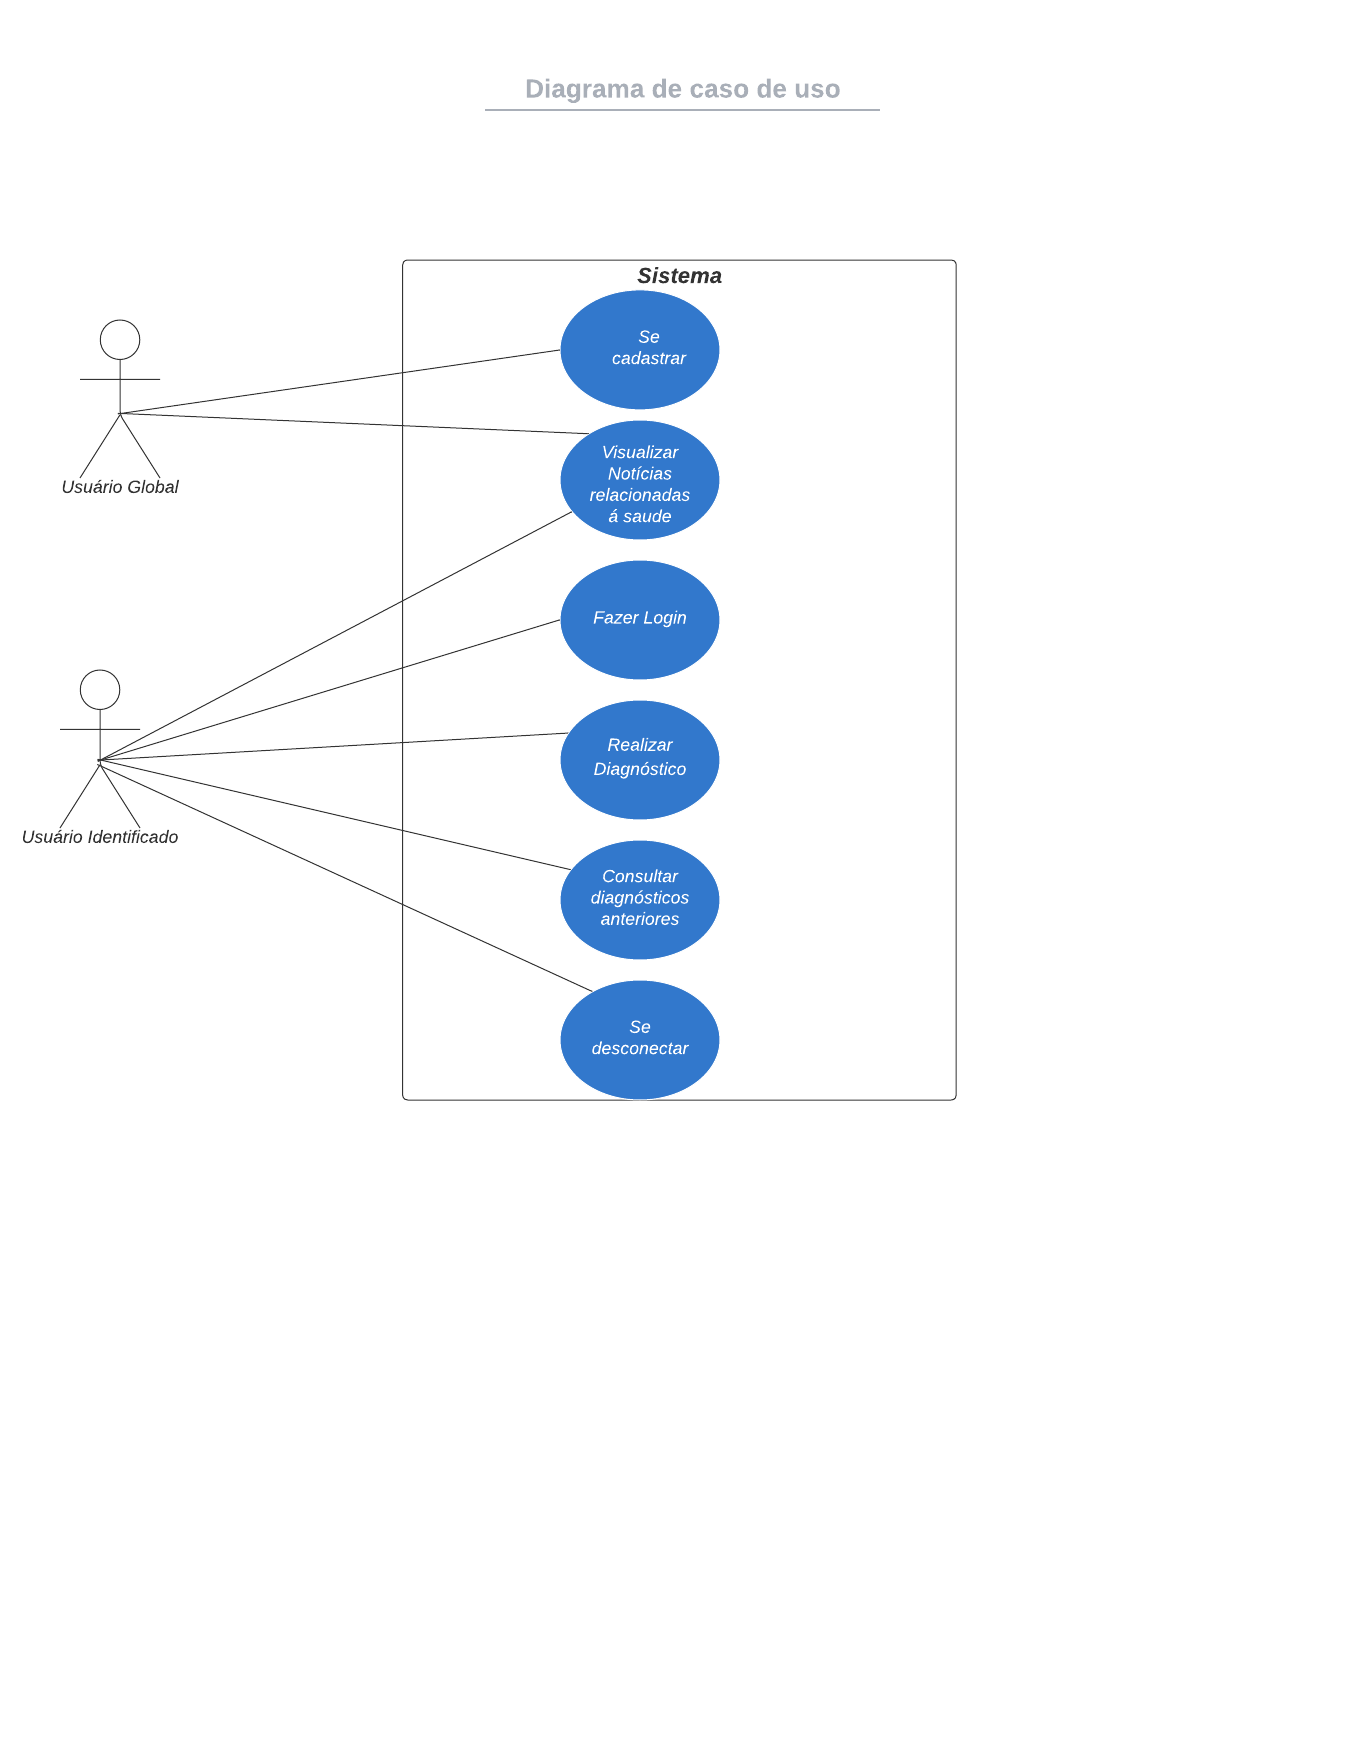 Diagrama de caso de uso
Sistema
Se
cadastrar
Visualizar
Notícias
relacionadas
á saude
Usuário Global
Fazer Login
Realizar
Diagnóstico
Usuário Identificado
Consultar
diagnósticos
anteriores
Se
desconectar